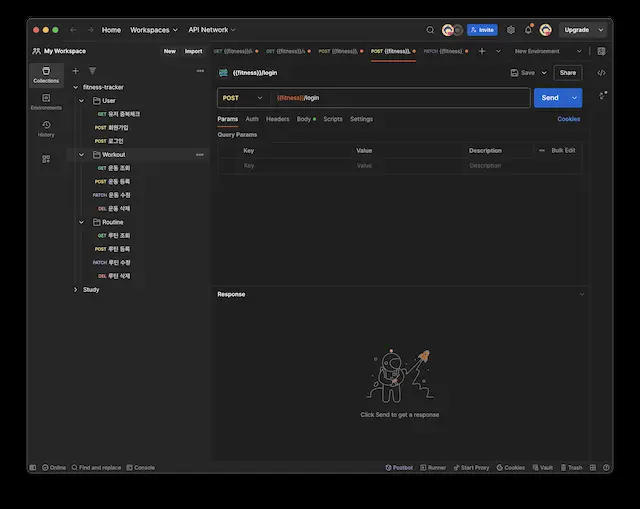 Home Workspaces API Network Invite Upgrade
My Workspace New Import GET {{fitness}}/l GET {{fitness}}/v POST {{fitness}}, POST {{fitness}}, PATCH {{fitness} New Environment
Collections
Environments
History
fitness-tracker
User
GET 유저 중복체크
POST 회원가입
POST 로그인
Workout
GET 운동 조회
POST 운동 등록
PATCH 운동 수정
DEL 운동 삭제
Routine
GET 루틴 조회
POST 루틴 등록
PATCH 루틴 수정
DEL 루틴 삭제
Study
{{fitness}}/login Save Share
POST {{fitness}}/login Send
Params Auth Headers Body Scripts Settings Cookies
Query Params
Key Value Description Bulk Edit
Key Value Description
Response
Click Send to get a response
Online Find and replace Console Postbot Runner Start Proxy Cookies Vault Trash